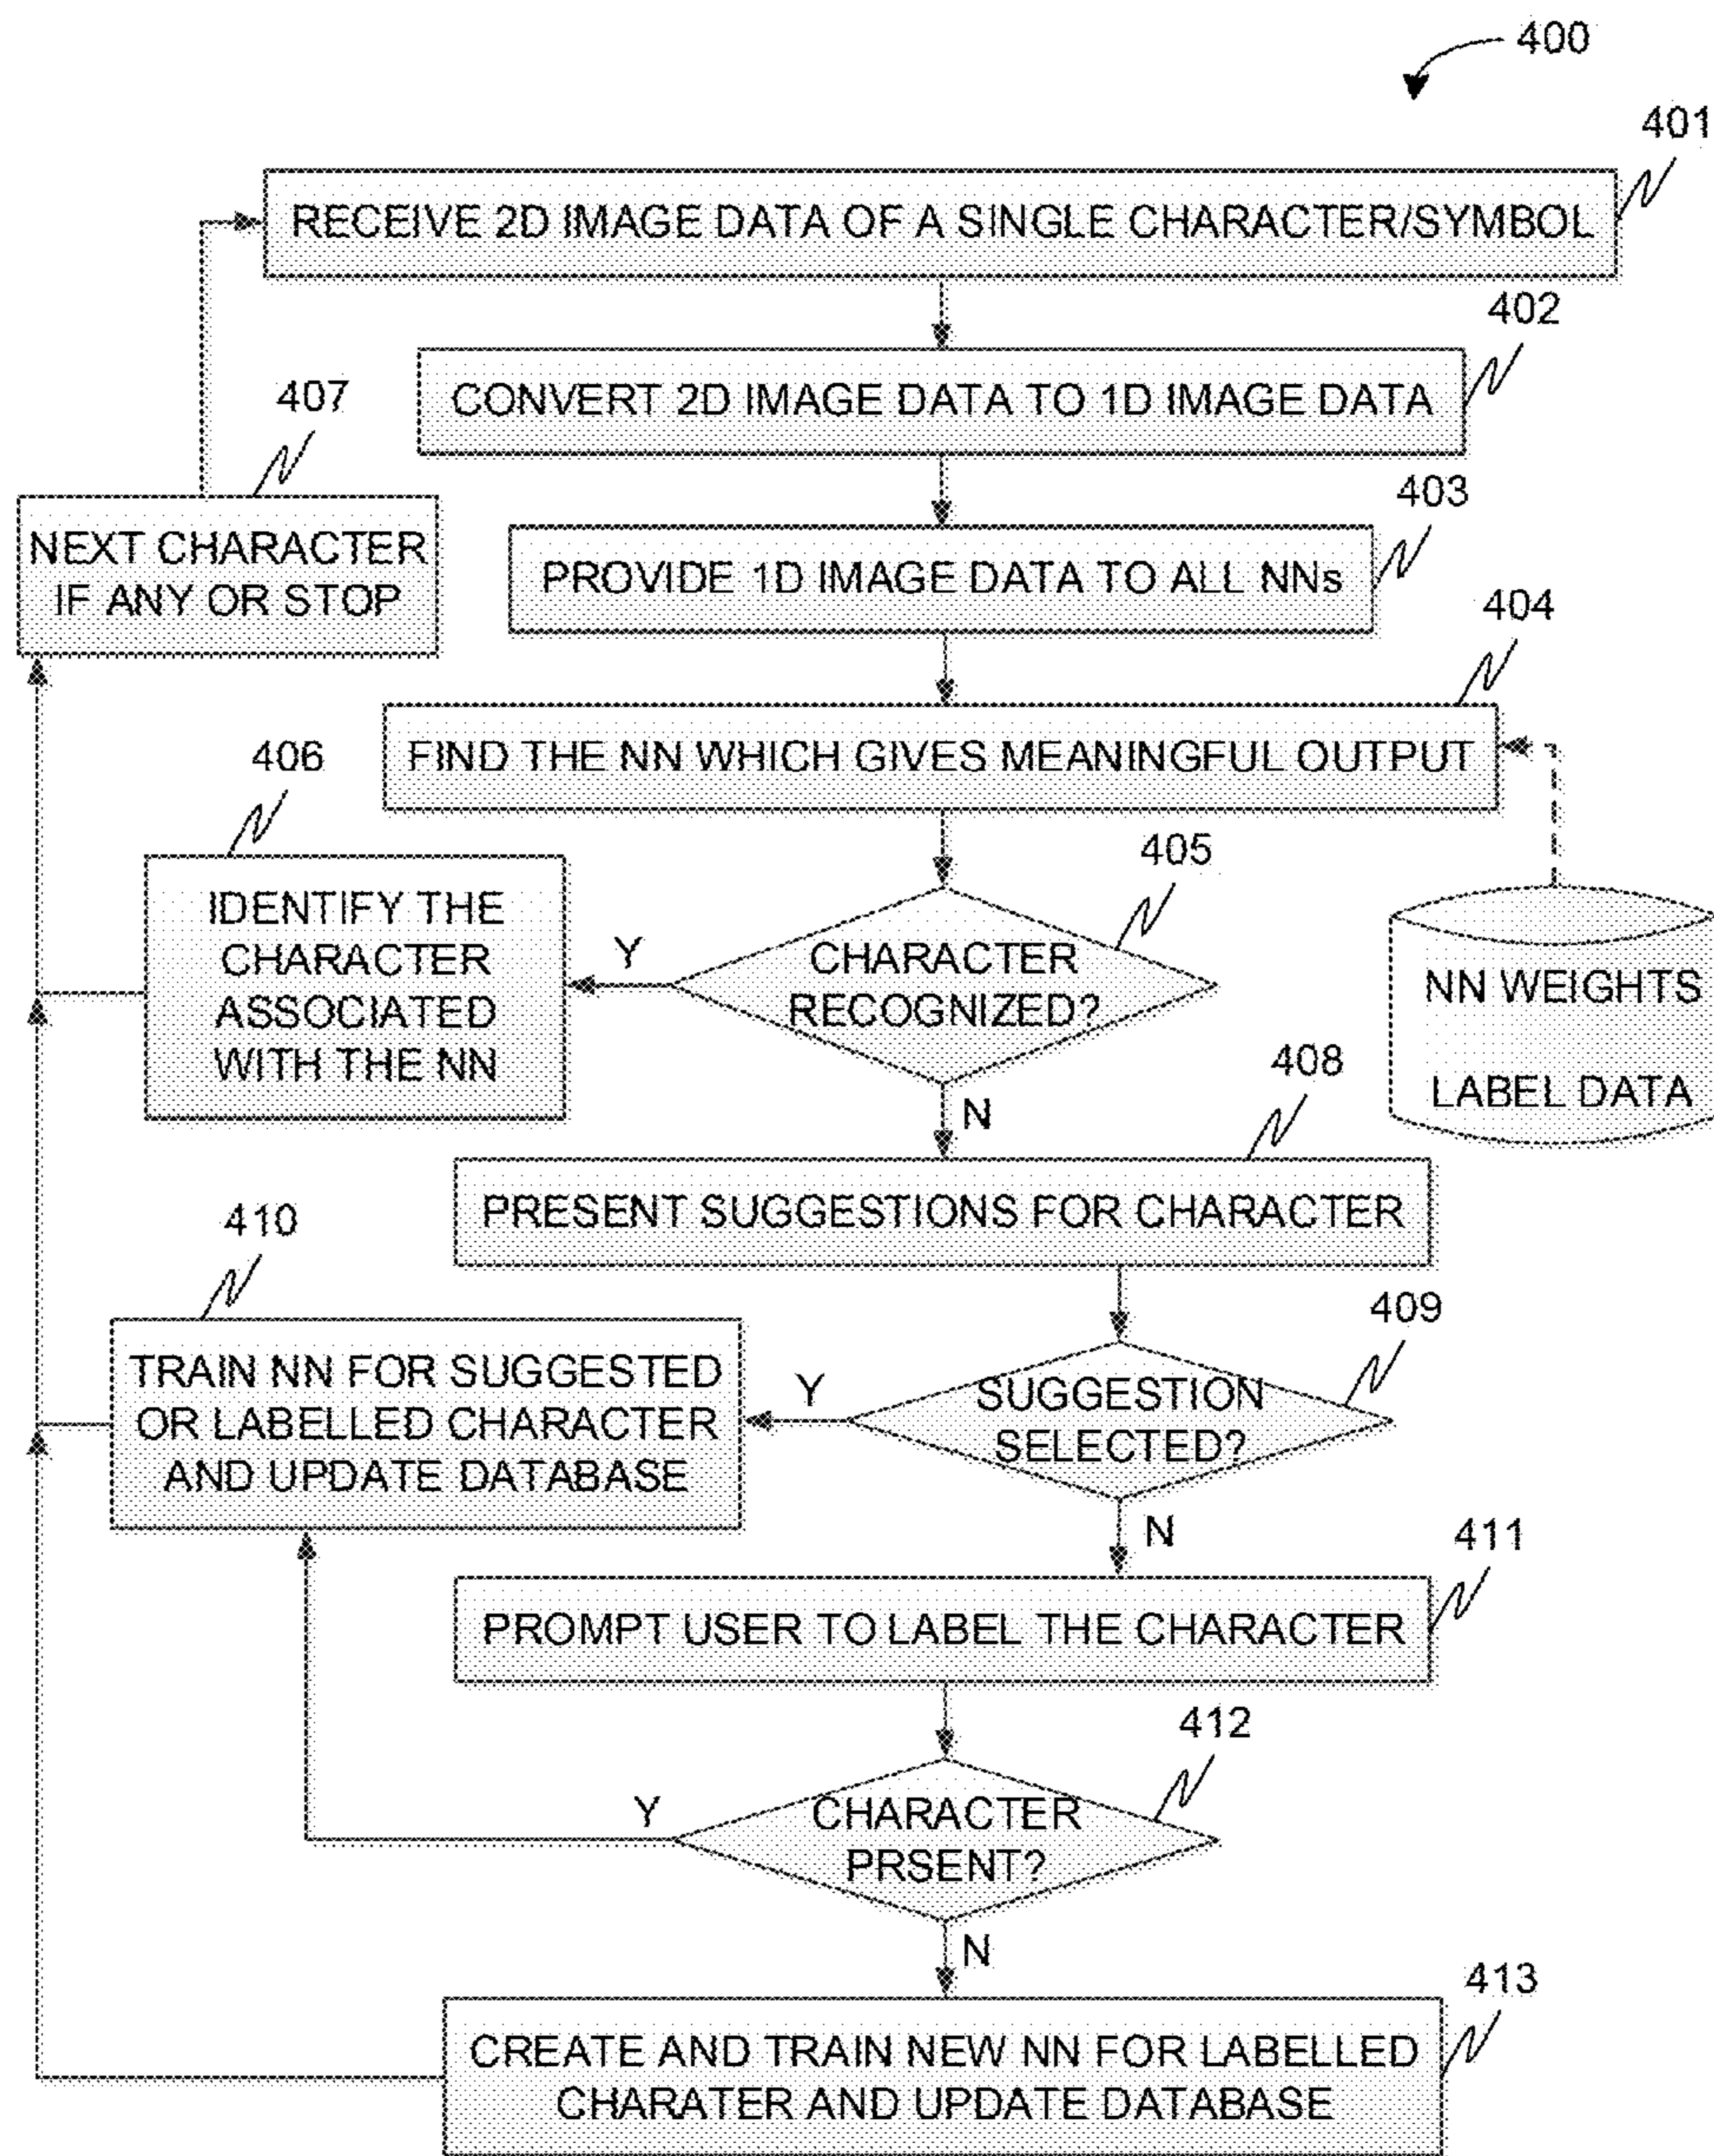 400
401
RECEIVE 2D IMAGE DATA OF A SINGLE CHARACTER/SYMBOL
402
CONVERT 2D IMAGE DATA TO 1D IMAGE DATA
407
NEXT CHARACTER
IF ANY OR STOP
403
PROVIDE 1D IMAGE DATA TO ALL NNs
404
FIND THE NN WHICH GIVES MEANINGFUL OUTPUT
406
IDENTIFY THE
CHARACTER
ASSOCIATED
WITH THE NN
Y
405
CHARACTER
RECOGNIZED?
NN WEIGHTS
LABEL DATA
N
408
PRESENT SUGGESTIONS FOR CHARACTER
410
TRAIN NN FOR SUGGESTED
OR LABELLED CHARACTER
AND UPDATE DATABASE
Y
409
SUGGESTION
SELECTED?
N
411
PROMPT USER TO LABEL THE CHARACTER
412
Y
CHARACTER
PRSENT?
N
413
CREATE AND TRAIN NEW NN FOR LABELLED
CHARATER AND UPDATE DATABASE